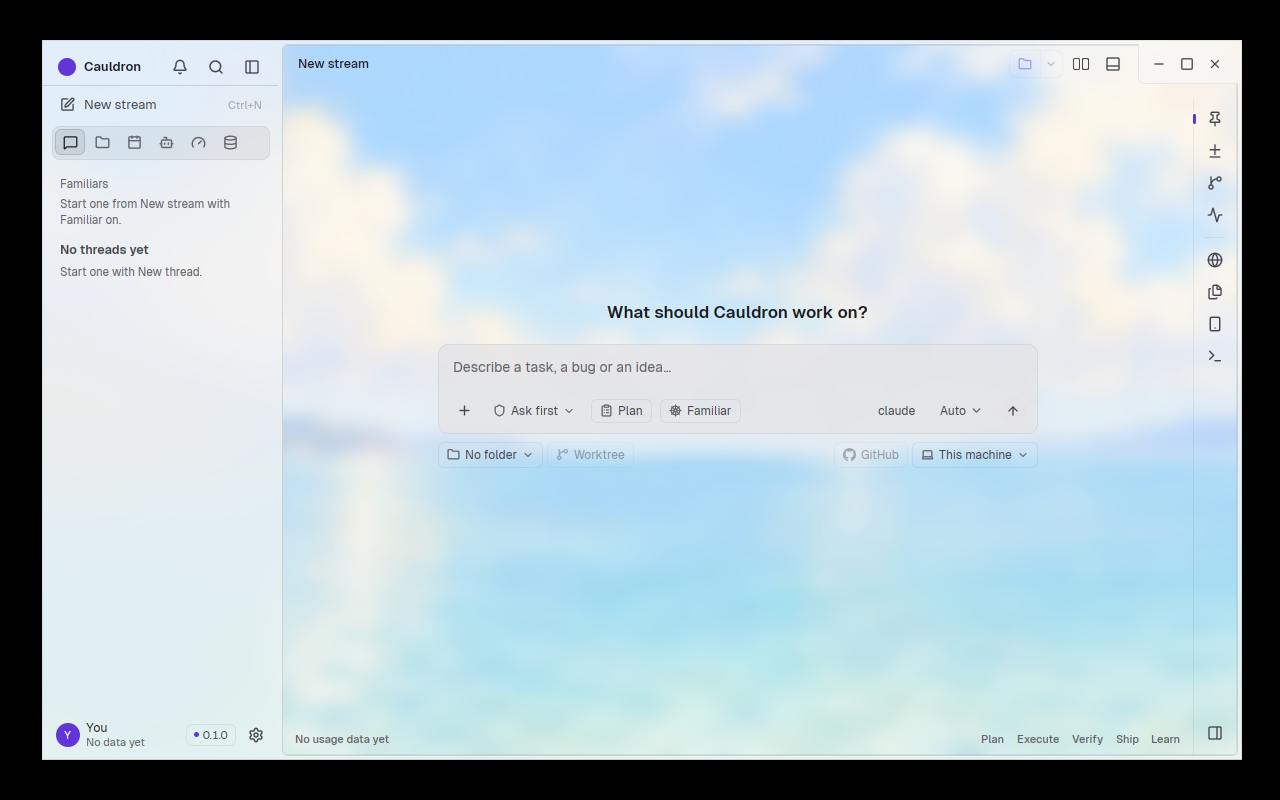 Cauldron
New stream
Ctrl+N
Familiars
Start one from New stream with
Familiar on.
No threads yet
Start one with New thread.
Y
You
No data yet
0.1.0
New stream
What should Cauldron work on?
Describe a task, a bug or an idea...
Ask first
Plan
Familiar
claude
Auto
No folder
Worktree
GitHub
This machine
No usage data yet
Plan
Execute
Verify
Ship
Learn